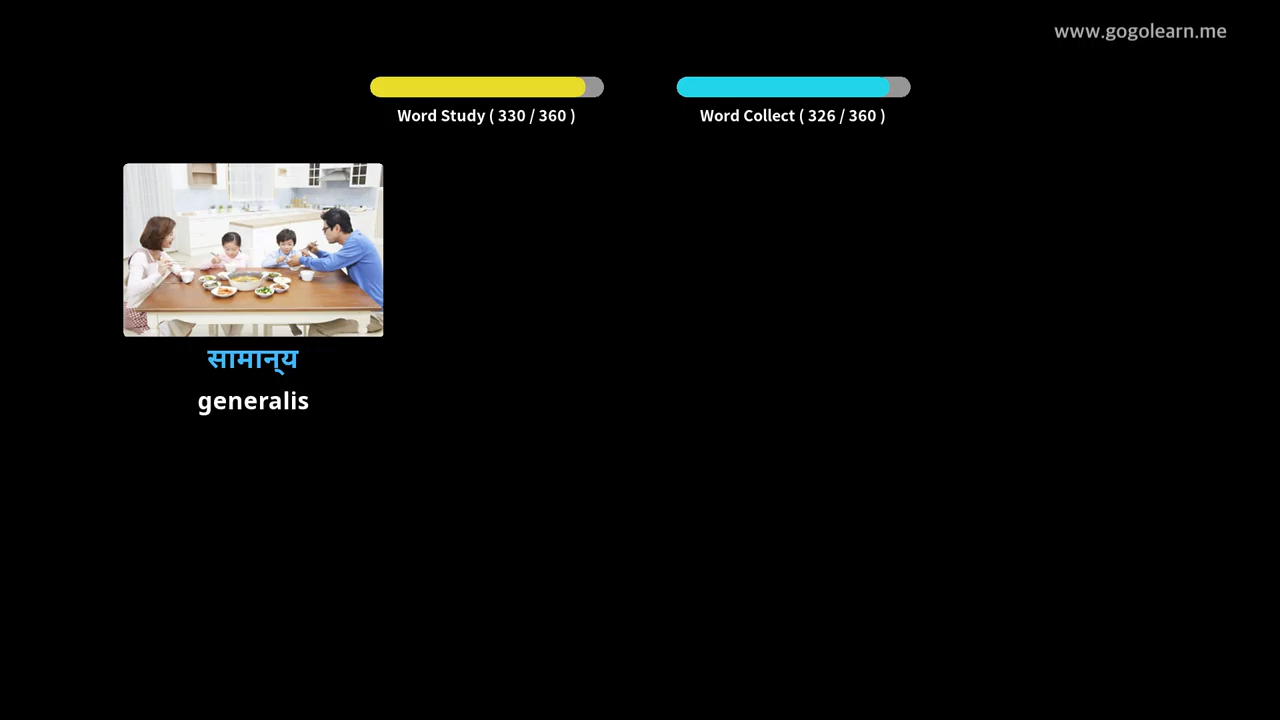 www.gogolearn.me
Word Study ( 330 / 360 )
Word Collect ( 326 / 360 )
सामान्‌य
generalis